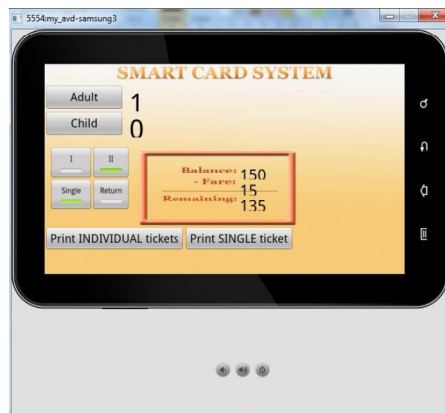 5554:my_avd-samsung3
SMART CARD SYSTEM
Adult 1
Child 0
I II
Single Return
Balance: 150
- Fare: 15
Remaining: 135
Print INDIVIDUAL tickets Print SINGLE ticket